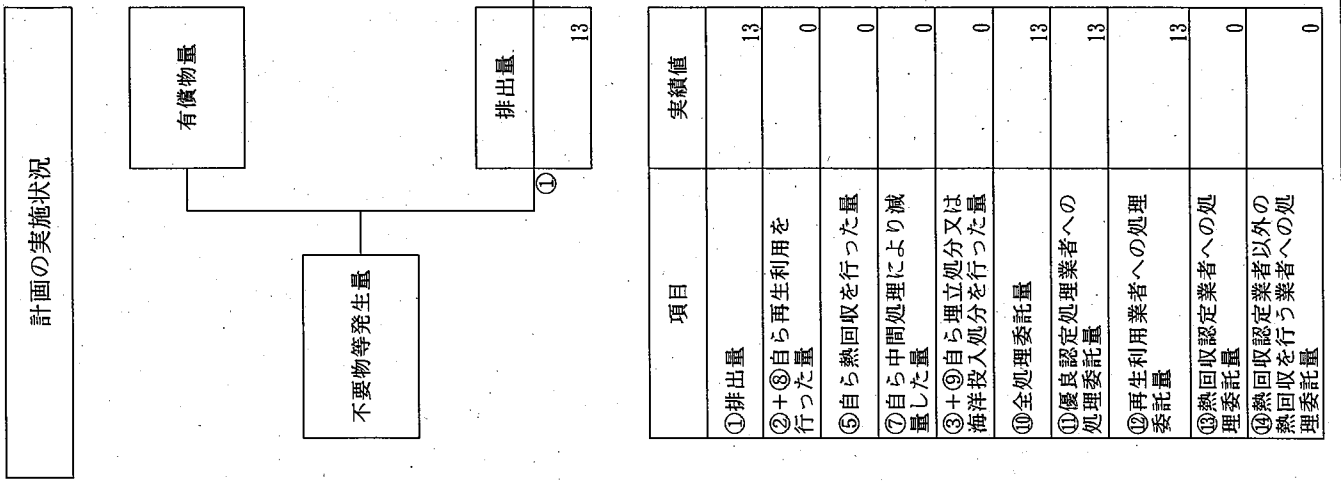 計画の実施状況
有償物量
不要物等発生量
①
排出量
13
項目
実績値
①排出量
13
②+⑧自ら再生利用を
行った量
0
⑤自ら熱回収を行った量
0
⑦自ら中間処理により減
量した量
0
③+⑨自ら埋立処分又は
海洋投入処分を行った量
0
⑩全処理委託量
13
⑪優良認定処理業者への
処理委託量
13
⑫再生利用業者への処理
委託量
13
⑬熱回収認定業者への処
理委託量
0
⑭熱回収認定業者以外の
熱回収を行う業者への処
理委託量
0